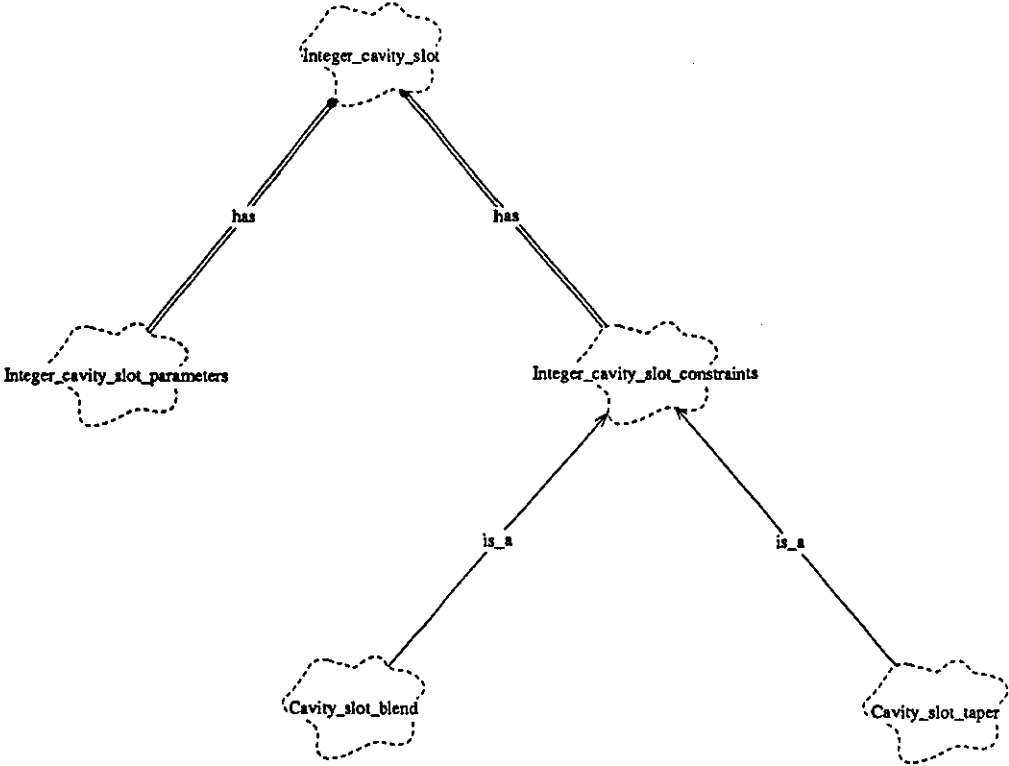 Integer_cavity_slot
has
has
Integer_cavity_slot_parameters
Integer_cavity_slot_constraints
is_a
is_a
Cavity_slot_blend
Cavity_slot_taper